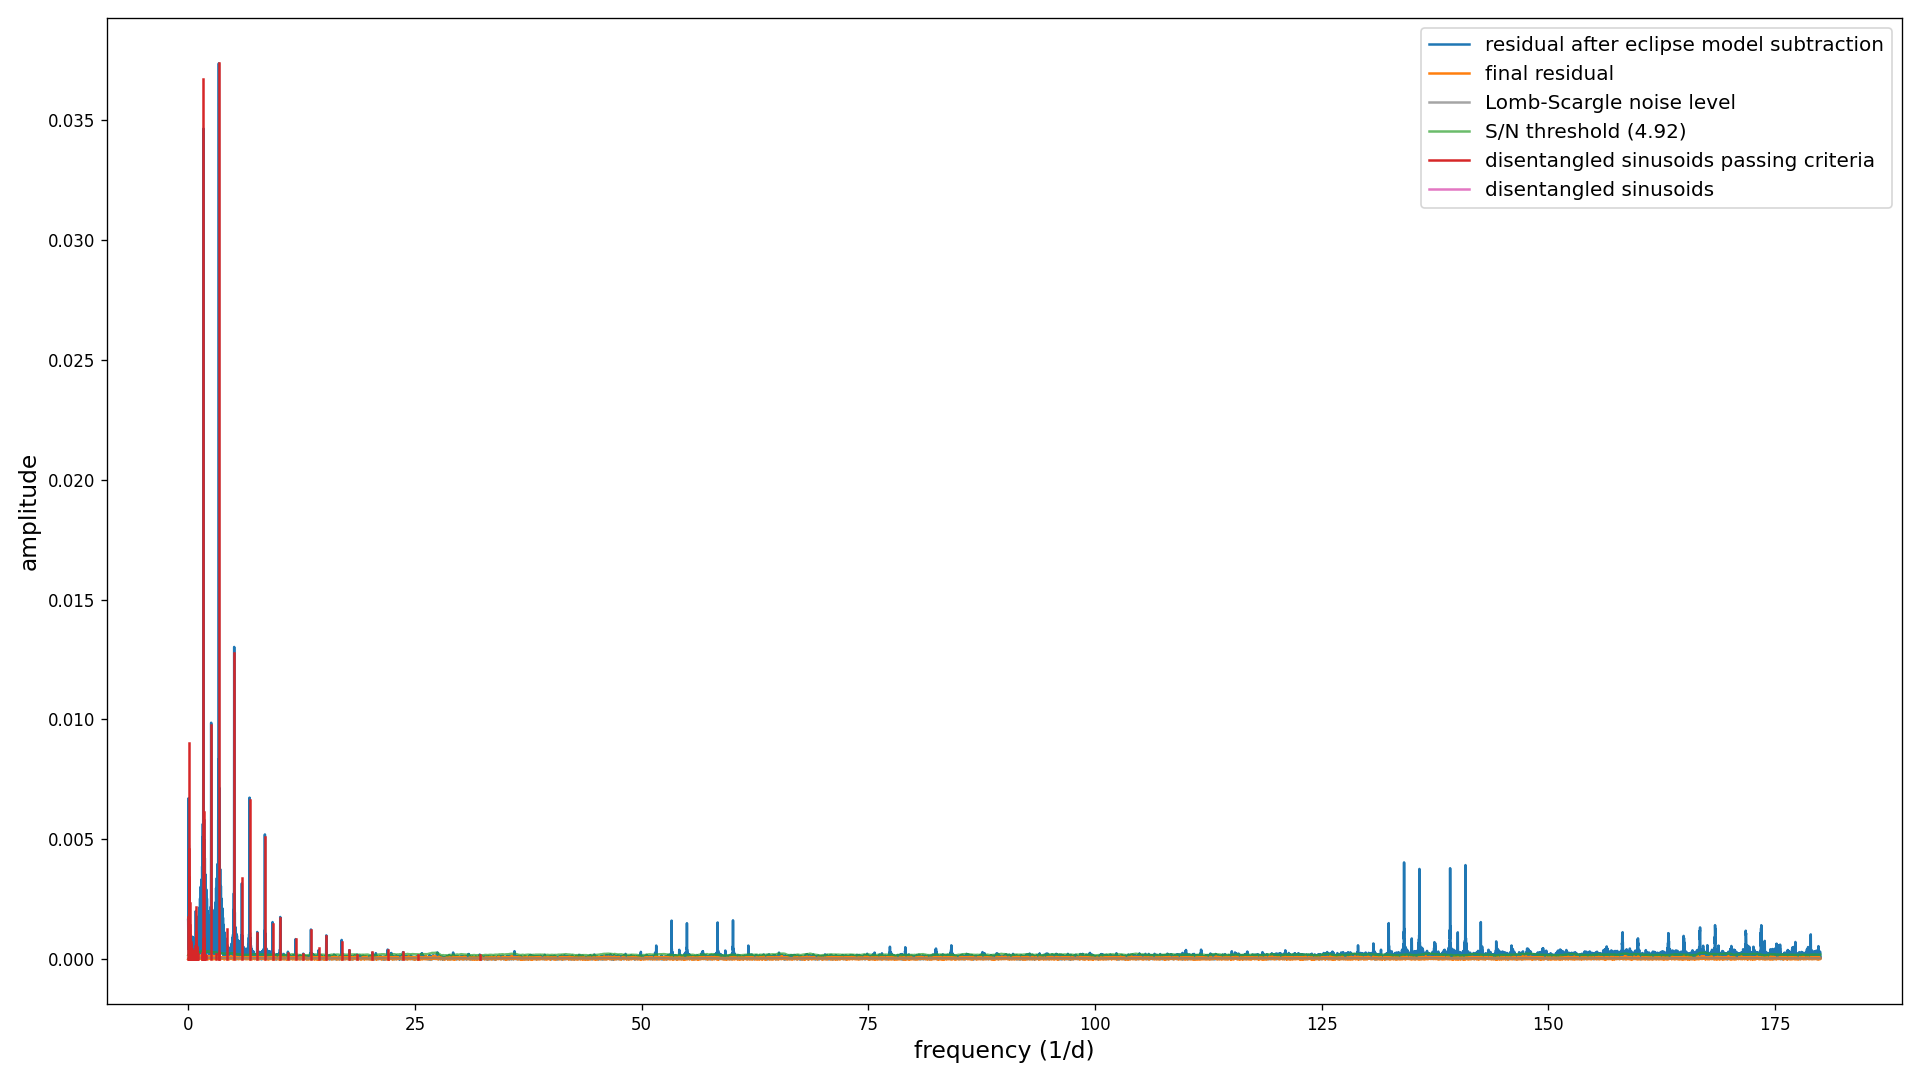 residual after eclipse model subtraction
final residual
Lomb-Scargle noise level
S/N threshold (4.92)
disentangled sinusoids passing criteria
disentangled sinusoids
amplitude
0.035
0.030
0.025
0.020
0.015
0.010
0.005
0.000
0 25 50 75 100 125 150 175
frequency (1/d)